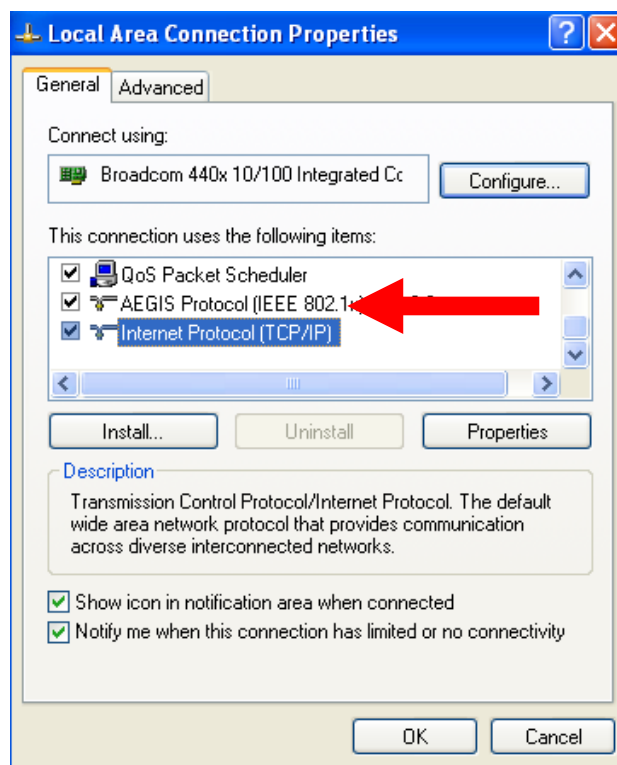 Local Area Connection Properties
General
Advanced
Connect using:
Broadcom 440x 10/100 Integrated Cc
Configure...
This connection uses the following items:
QoS Packet Scheduler
AEGIS Protocol (IEEE 802.1x)
Internet Protocol (TCP/IP)
Install...
Uninstall
Properties
Description
Transmission Control Protocol/Internet Protocol. The default
wide area network protocol that provides communication
across diverse interconnected networks.
Show icon in notification area when connected
Notify me when this connection has limited or no connectivity
OK
Cancel